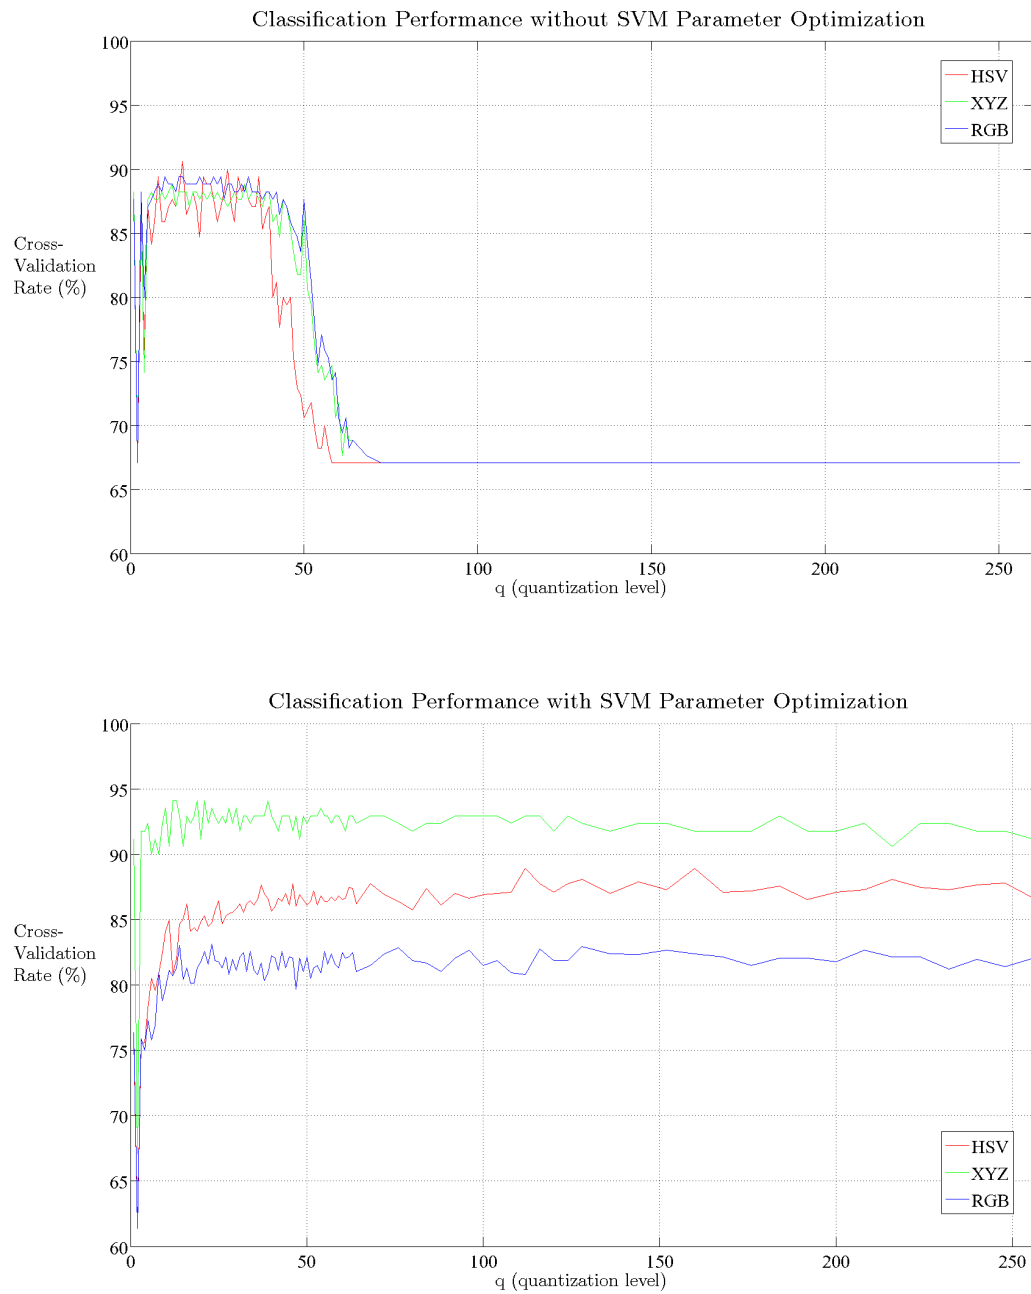 Classification Performance without SVM Parameter Optimization
100
95
90
85
80
75
70
65
60
Cross-
Validation
Rate (%)
HSV
XYZ
RGB
0 50 100 150 200 250
q (quantization level)
Classification Performance with SVM Parameter Optimization
100
95
90
85
80
75
70
65
60
Cross-
Validation
Rate (%)
HSV
XYZ
RGB
0 50 100 150 200 250
q (quantization level)